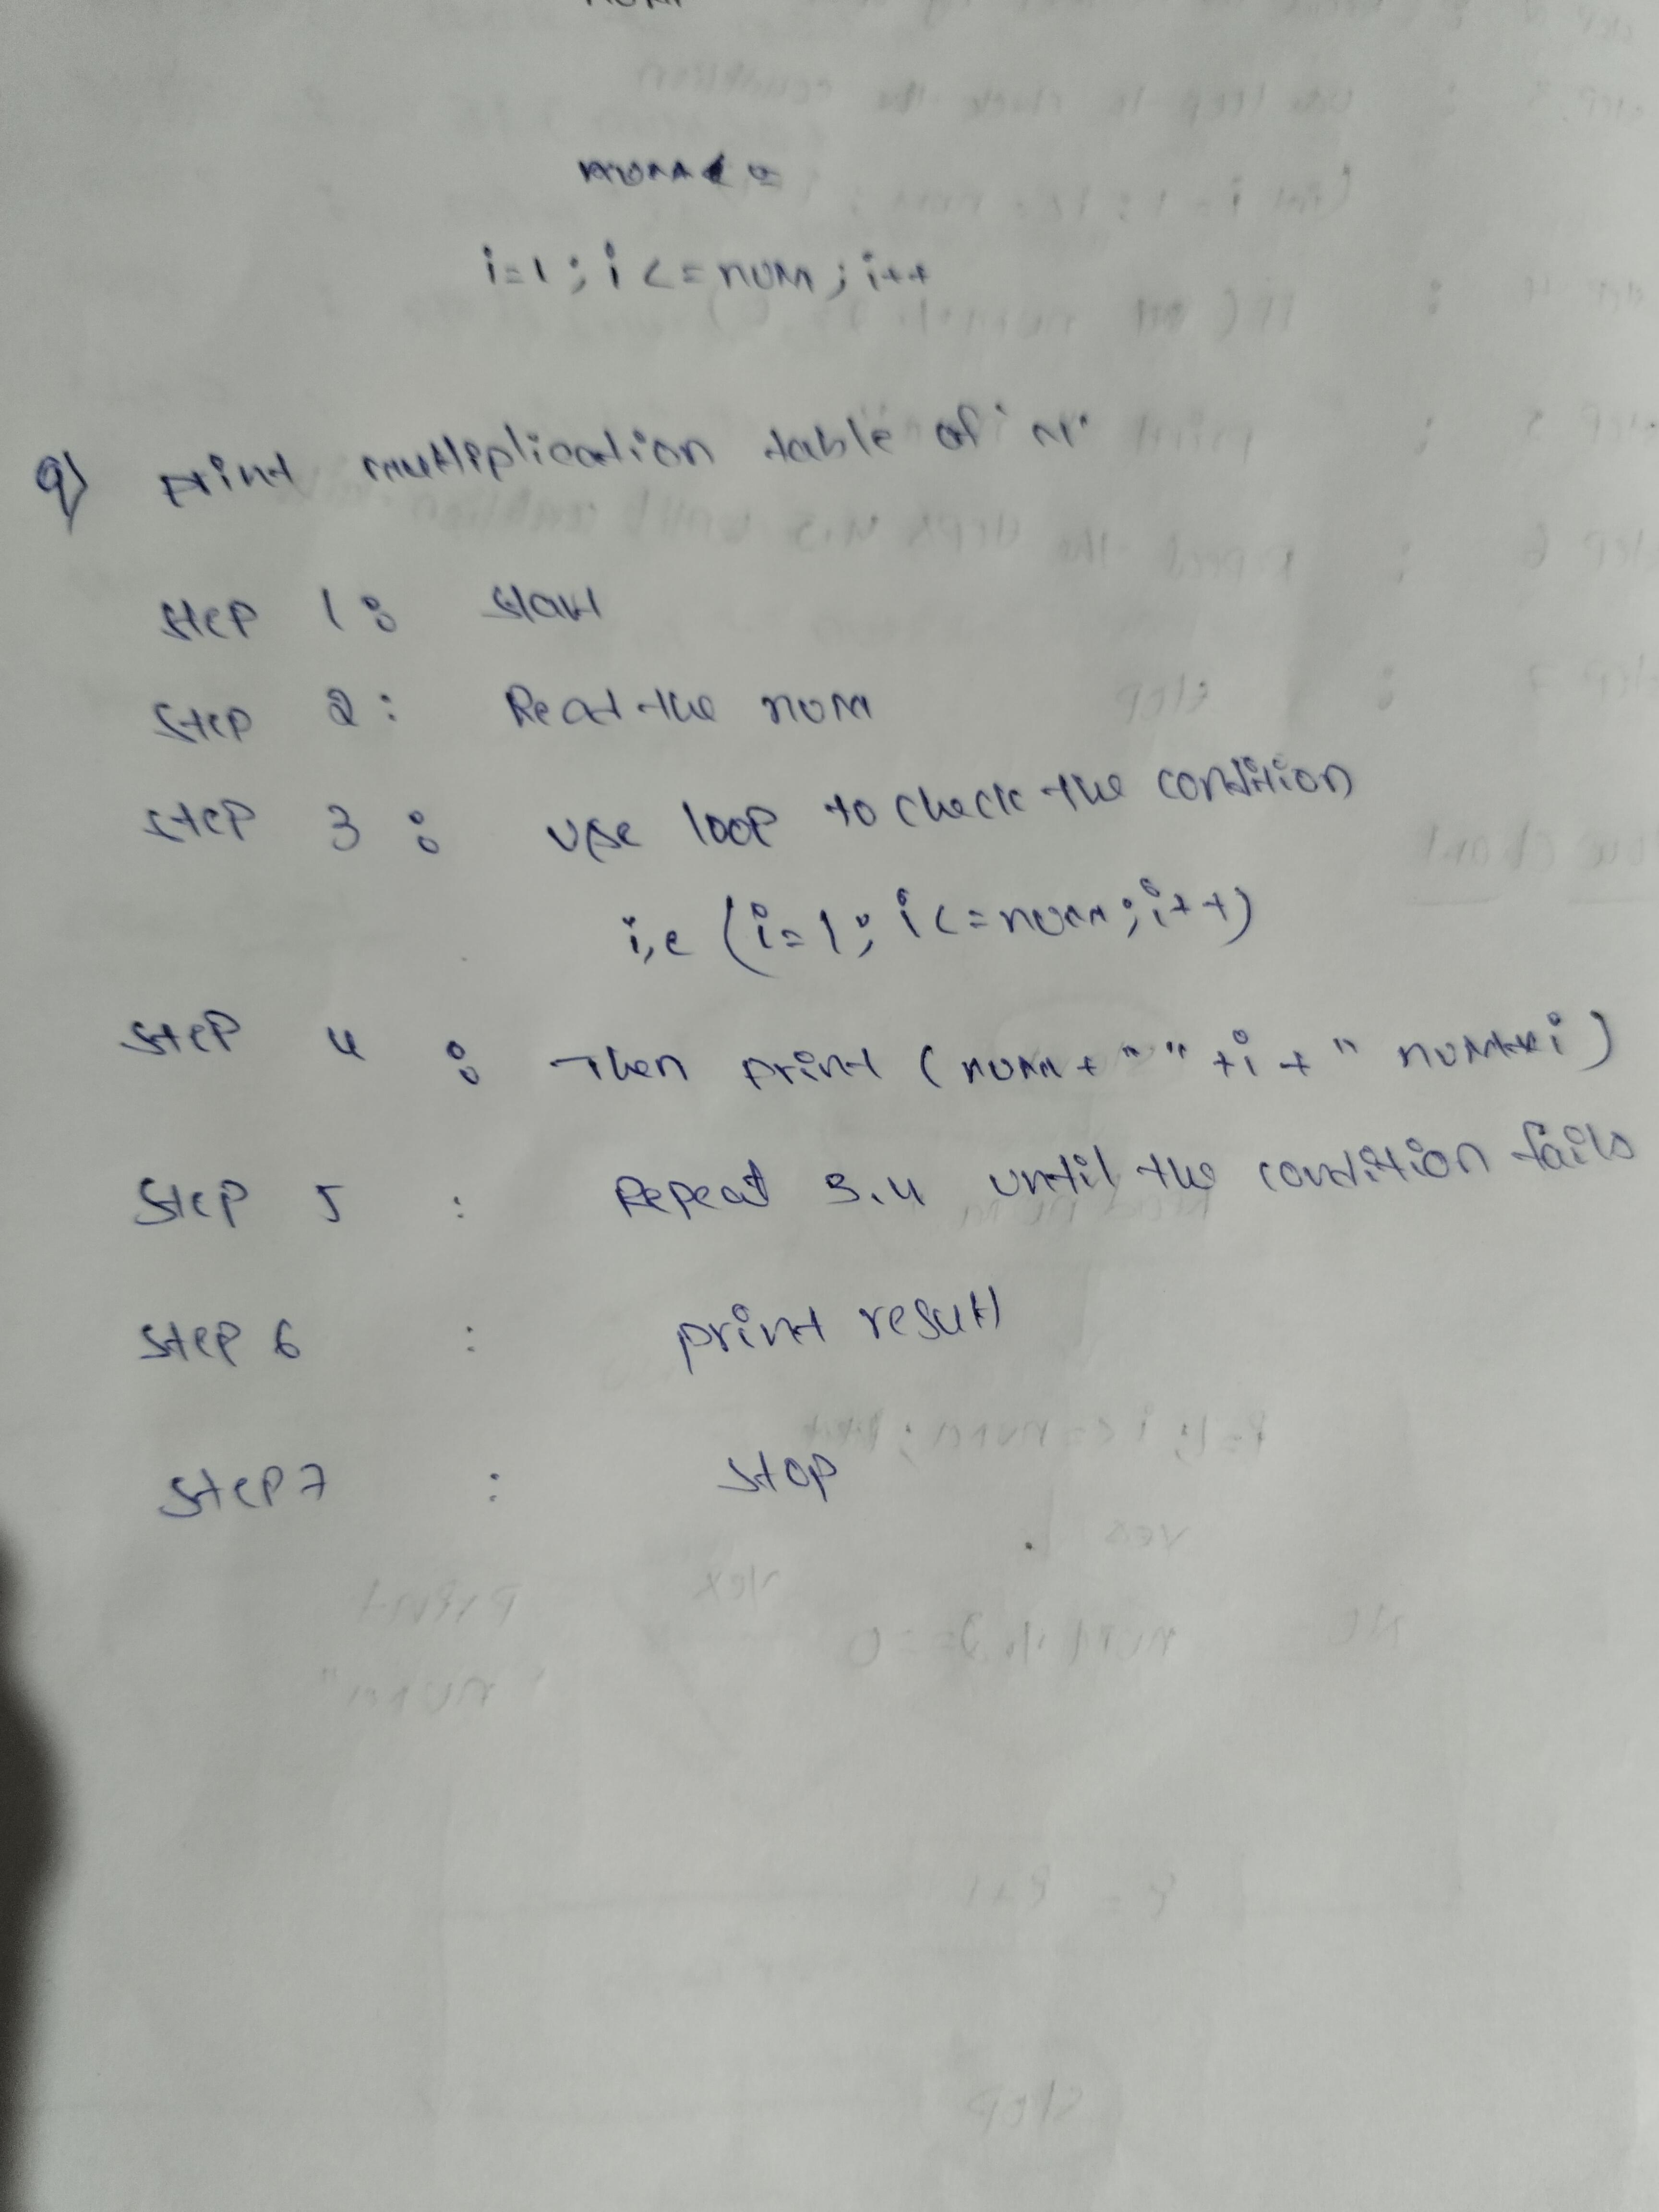 i=1; i<=num; i++
9) Print multiplication table of N
Step 1: Start
Step 2: Read the num
Step 3: use loop to check the condition
i,e (i=1; i<=num; i++)
Step 4: Then print (num+" "+i+" num*i)
Step 5: Repeat 3.4 until the condition fails
Step 6: print result
Step 7: Stop